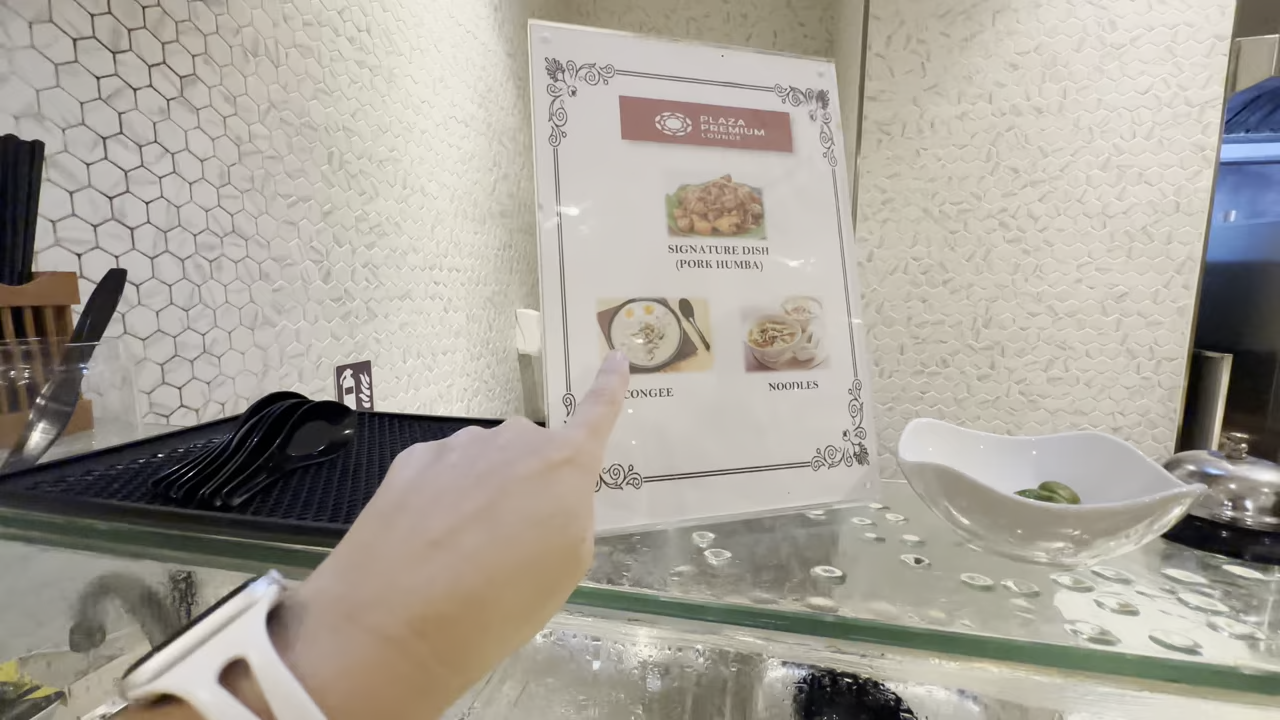 PLAZA
PREMIUM
LOUNGE
SIGNATURE DISH
(PORK HUMBA)
CONGEE
NOODLES